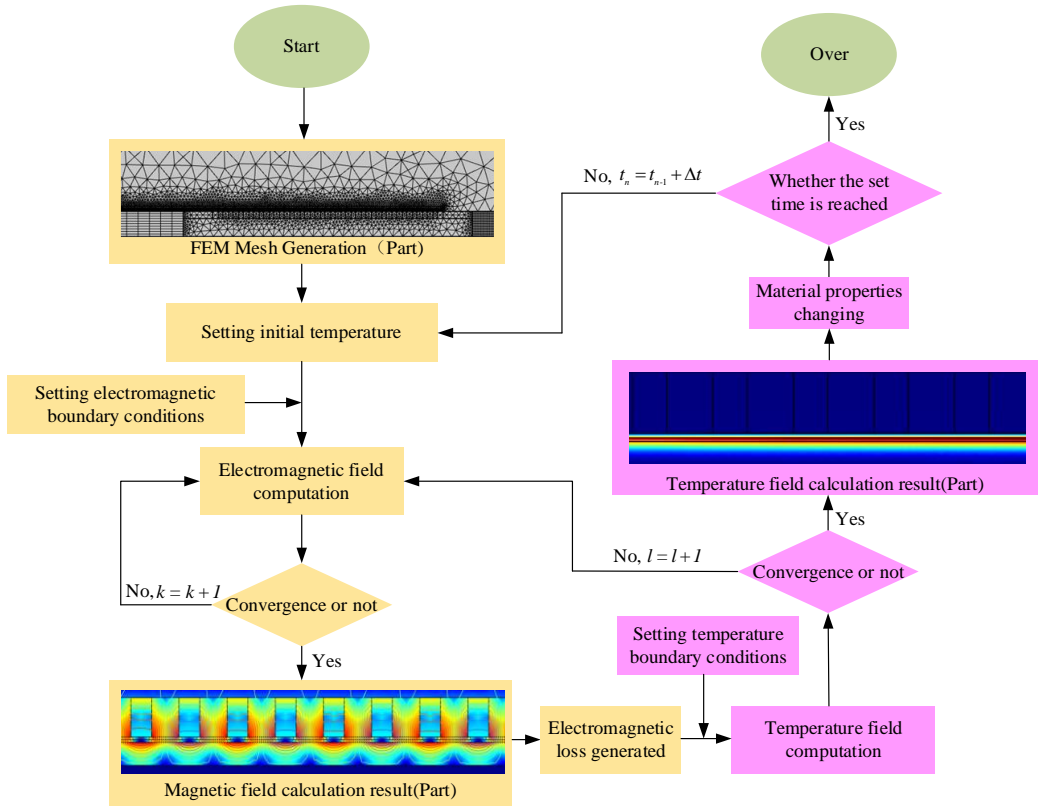 Start
FEM Mesh Generation（Part)
Setting initial temperature
Setting electromagnetic
boundary conditions
Electromagnetic field
computation
No, k = k + 1
Convergence or not
Yes
Magnetic field calculation result(Part)
Electromagnetic
loss generated
Setting temperature
boundary conditions
Temperature field
computation
Convergence or not
No, l = l + 1
Yes
Temperature field calculation result(Part)
Material properties
changing
Whether the set
time is reached
No, tₙ = tₙ₋₁ + Δt
Yes
Over